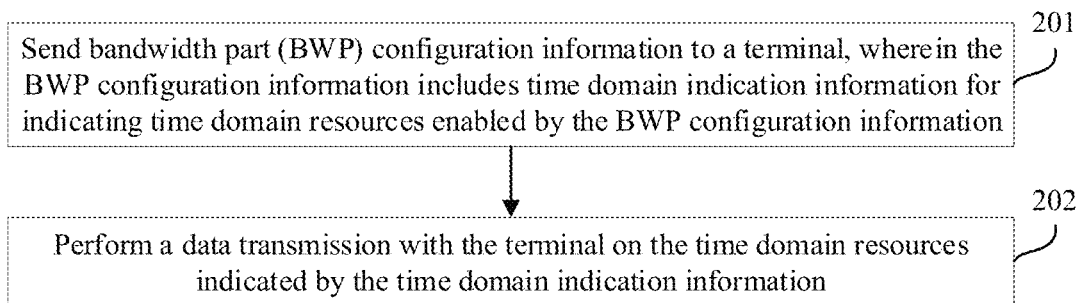 201
Send bandwidth part (BWP) configuration information to a terminal, wherein the
BWP configuration information includes time domain indication information for
indicating time domain resources enabled by the BWP configuration information
202
Perform a data transmission with the terminal on the time domain resources
indicated by the time domain indication information